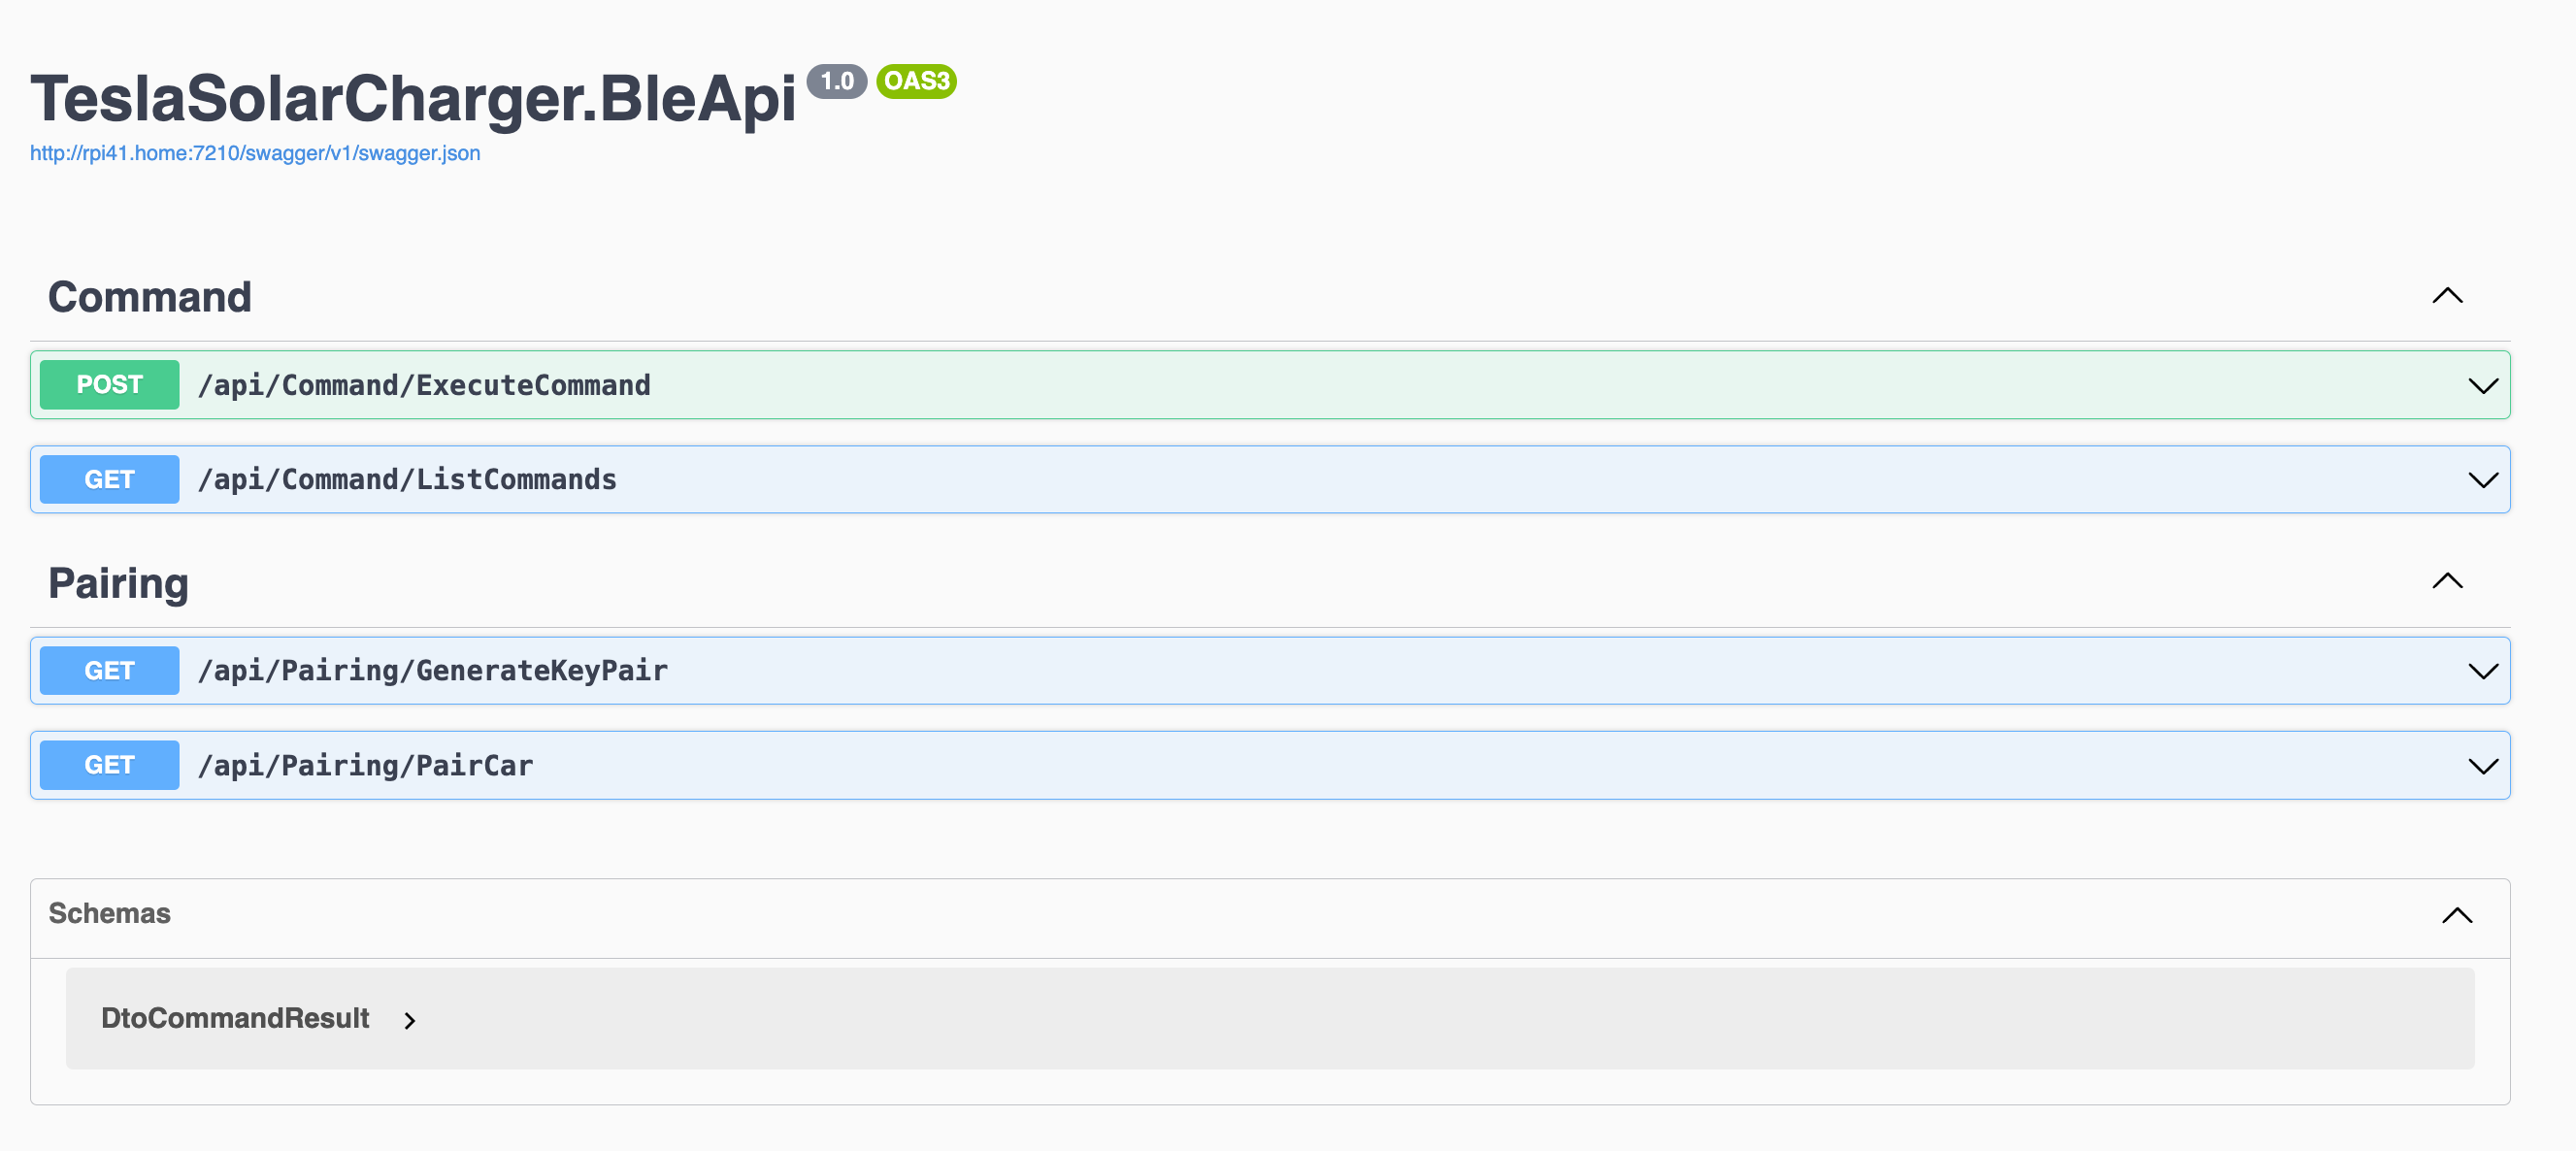 TeslaSolarCharger.BleApi 1.0 OAS3
http://rpi41.home:7210/swagger/v1/swagger.json
Command
POST /api/Command/ExecuteCommand
GET /api/Command/ListCommands
Pairing
GET /api/Pairing/GenerateKeyPair
GET /api/Pairing/PairCar
Schemas
DtoCommandResult